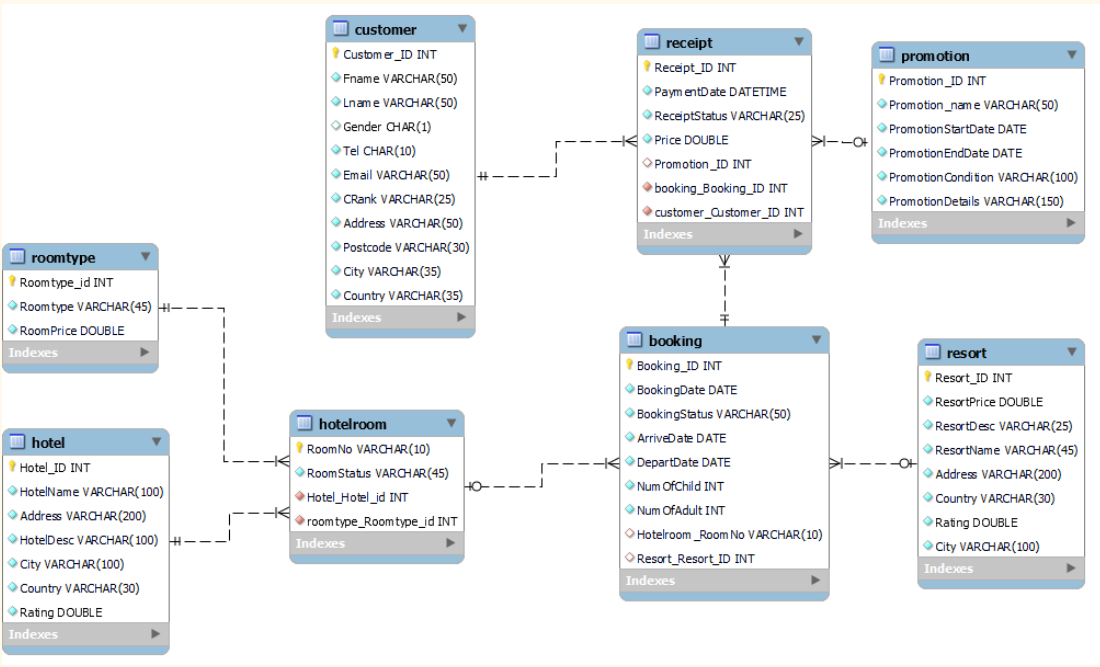 customer
Customer_ID INT
Fname VARCHAR(50)
Lname VARCHAR(50)
Gender CHAR(1)
Tel CHAR(10)
Email VARCHAR(50)
CRank VARCHAR(25)
Address VARCHAR(50)
Postcode VARCHAR(30)
City VARCHAR(35)
Country VARCHAR(35)
Indexes
receipt
Receipt_ID INT
PaymentDate DATETIME
ReceiptStatus VARCHAR(25)
Price DOUBLE
Promotion_ID INT
booking_Booking_ID INT
customer_Customer_ID INT
Indexes
promotion
Promotion_ID INT
Promotion_name VARCHAR(50)
PromotionStartDate DATE
PromotionEndDate DATE
PromotionCondition VARCHAR(100)
PromotionDetails VARCHAR(150)
Indexes
roomtype
Roomtype_id INT
Roomtype VARCHAR(45)
RoomPrice DOUBLE
Indexes
hotel
Hotel_ID INT
HotelName VARCHAR(100)
Address VARCHAR(200)
HotelDesc VARCHAR(100)
City VARCHAR(100)
Country VARCHAR(30)
Rating DOUBLE
Indexes
hotelroom
RoomNo VARCHAR(10)
RoomStatus VARCHAR(45)
Hotel_Hotel_id INT
roomtype_Roomtype_id INT
Indexes
booking
Booking_ID INT
BookingDate DATE
BookingStatus VARCHAR(50)
ArriveDate DATE
DepartDate DATE
NumOfChild INT
NumOfAdult INT
Hotelroom_RoomNo VARCHAR(10)
Resort_Resort_ID INT
Indexes
resort
Resort_ID INT
ResortPrice DOUBLE
ResortDesc VARCHAR(25)
ResortName VARCHAR(45)
Address VARCHAR(200)
Country VARCHAR(30)
Rating DOUBLE
City VARCHAR(100)
Indexes